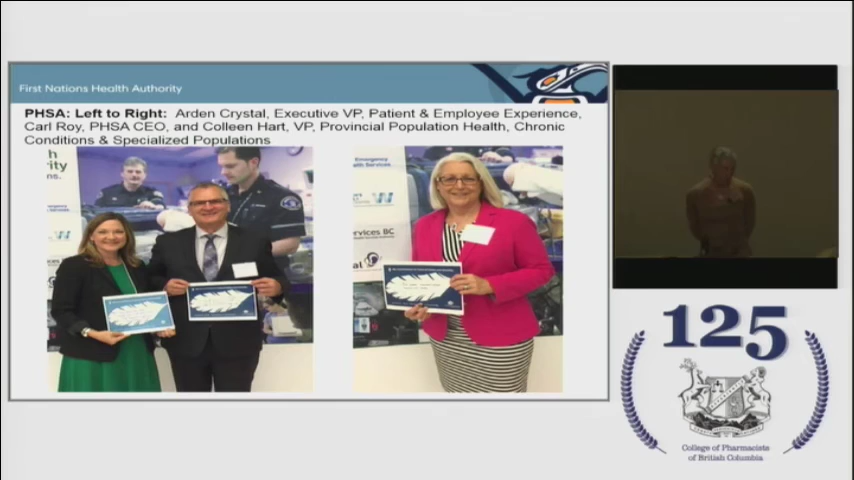 First Nations Health Authority
PHSA: Left to Right: Arden Crystal, Executive VP, Patient & Employee Experience,
Carl Roy, PHSA CEO, and Colleen Hart, VP, Provincial Population Health, Chronic
Conditions & Specialized Populations
Emergency
Health Services
ervices BC
125
College of Pharmacists
of British Columbia